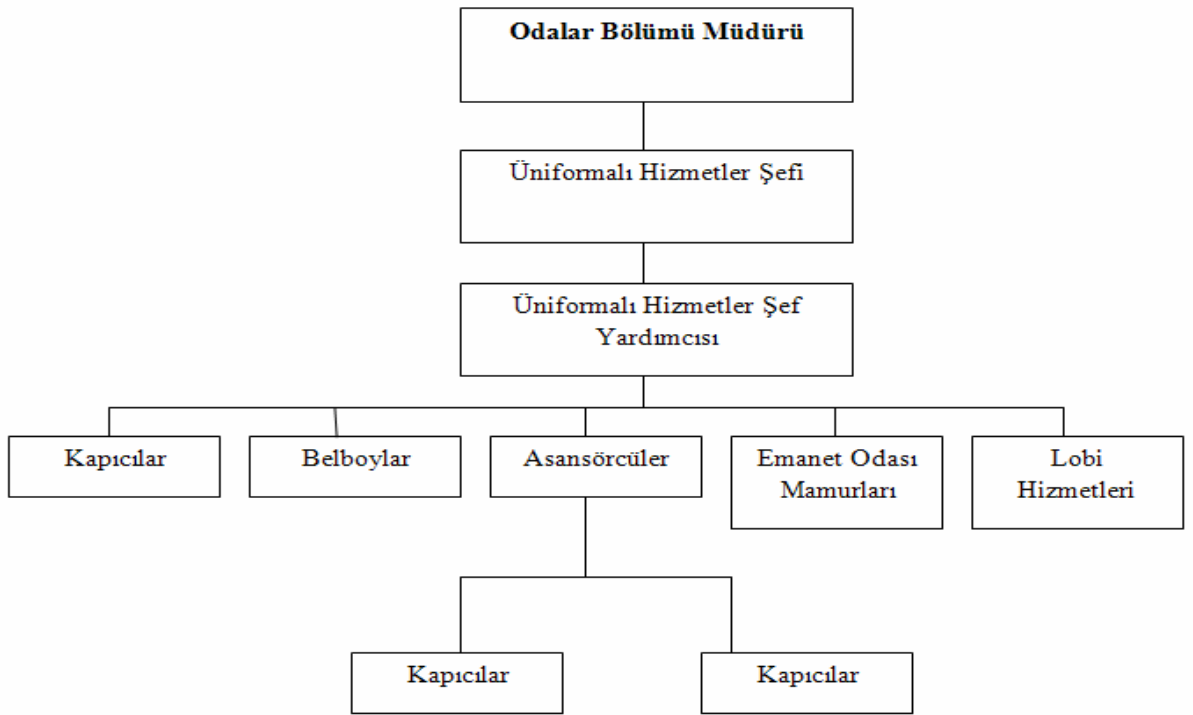 Odalar Bölümü Müdürü
Üniformalı Hizmetler Şefi
Üniformalı Hizmetler Şef
Yardımcısı
Kapıcılar
Belboylar
Asansörcüler
Emanet Odası
Mamurları
Lobi
Hizmetleri
Kapıcılar
Kapıcılar